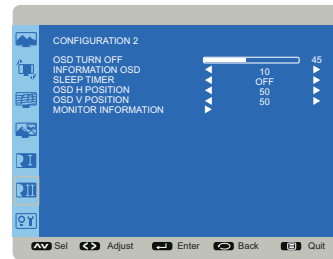 CONFIGURATION 2
OSD TURN OFF 45
INFORMATION OSD 10
SLEEP TIMER OFF
OSD H POSITION 50
OSD V POSITION 50
MONITOR INFORMATION
Sel Adjust Enter Back Quit